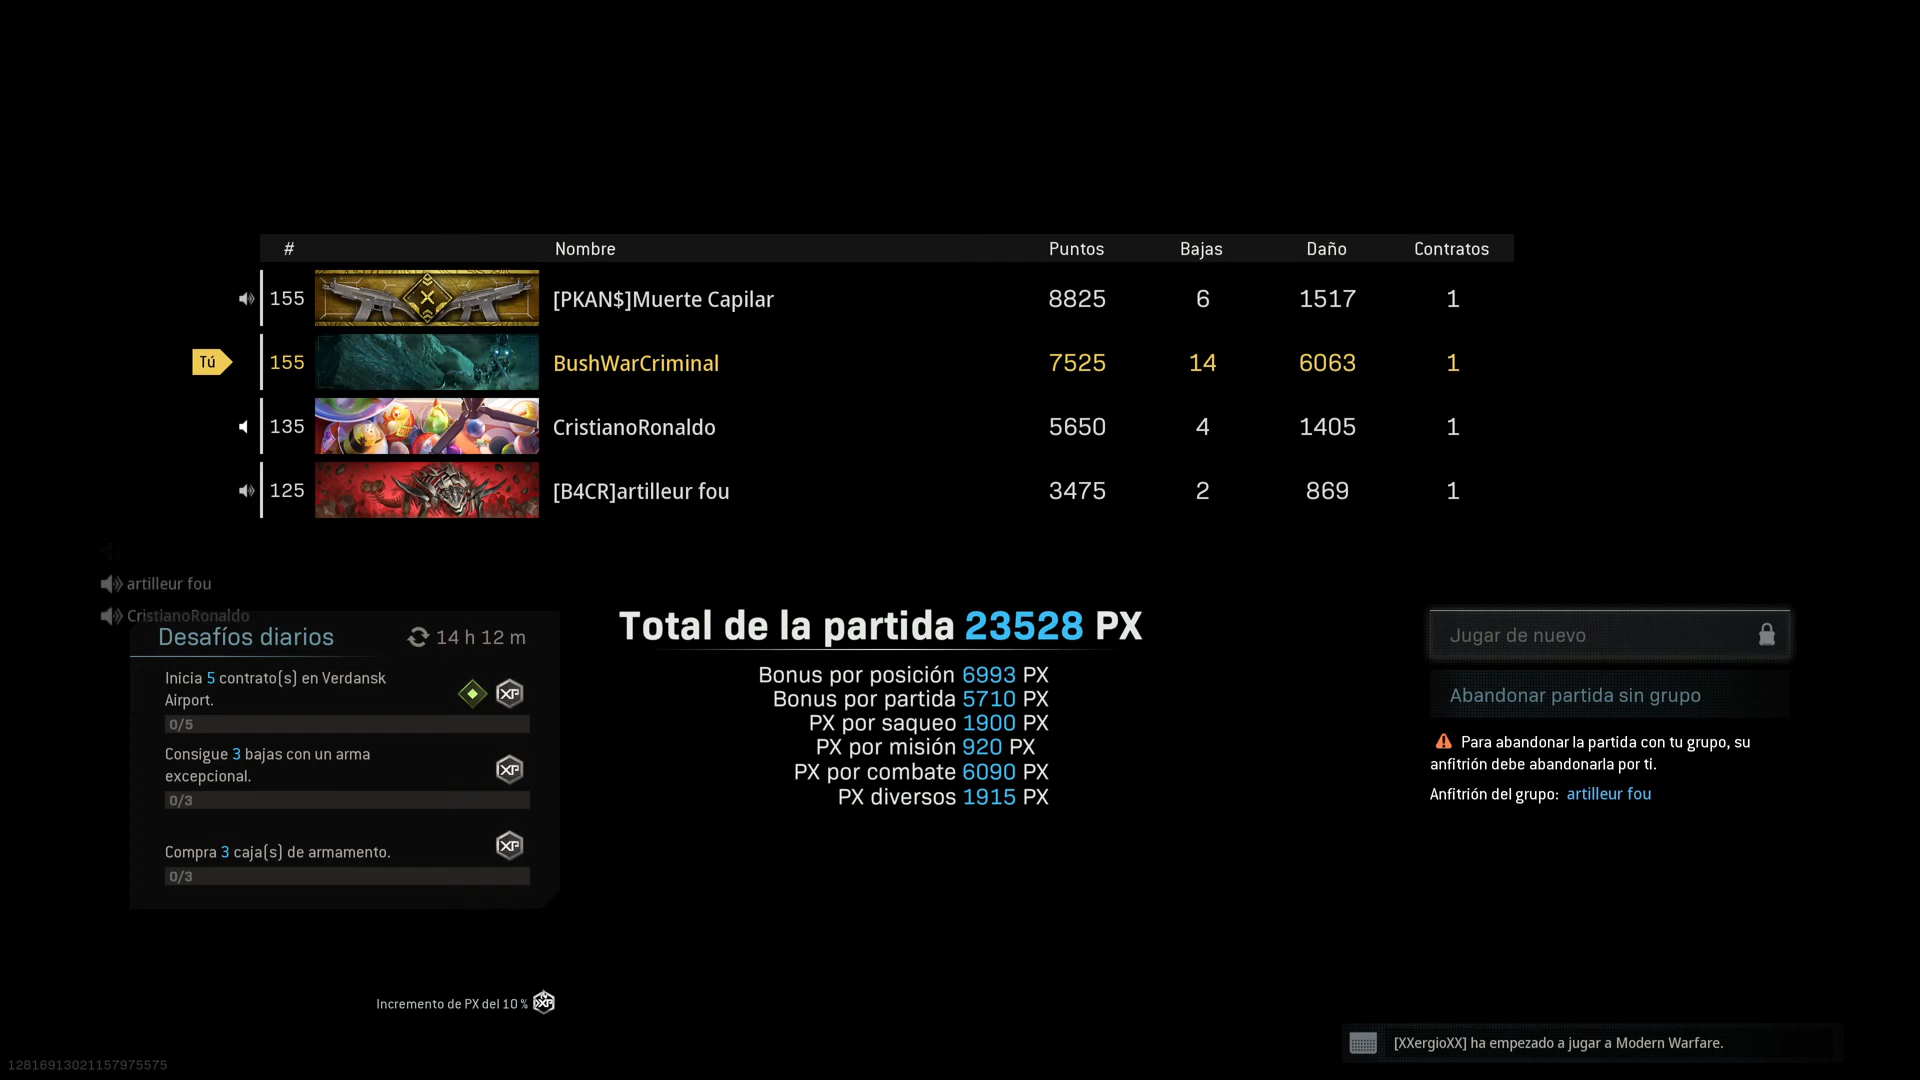 # Nombre Puntos Bajas Daño Contratos
155 [PKAN$]Muerte Capilar 8825 6 1517 1
Tú 155 BushWarCriminal 7525 14 6063 1
135 CristianoRonaldo 5650 4 1405 1
125 [B4CR]artilleur fou 3475 2 869 1
artilleur fou
CristianoRonaldo
Desafíos diarios 14 h 12 m
Inicia 5 contrato(s) en Verdansk
Airport.
XP
0/5
Consigue 3 bajas con un arma
excepcional.
XP
0/3
Compra 3 caja(s) de armamento.
XP
0/3
Incremento de PX del 10 %
Total de la partida 23528 PX
Bonus por posición 6993 PX
Bonus por partida 5710 PX
PX por saqueo 1900 PX
PX por misión 920 PX
PX por combate 6090 PX
PX diversos 1915 PX
Jugar de nuevo
Abandonar partida sin grupo
Para abandonar la partida con tu grupo, su
anfitrión debe abandonarla por ti.
Anfitrión del grupo: artilleur fou
[XXergioXX] ha empezado a jugar a Modern Warfare.
12816913021157975575